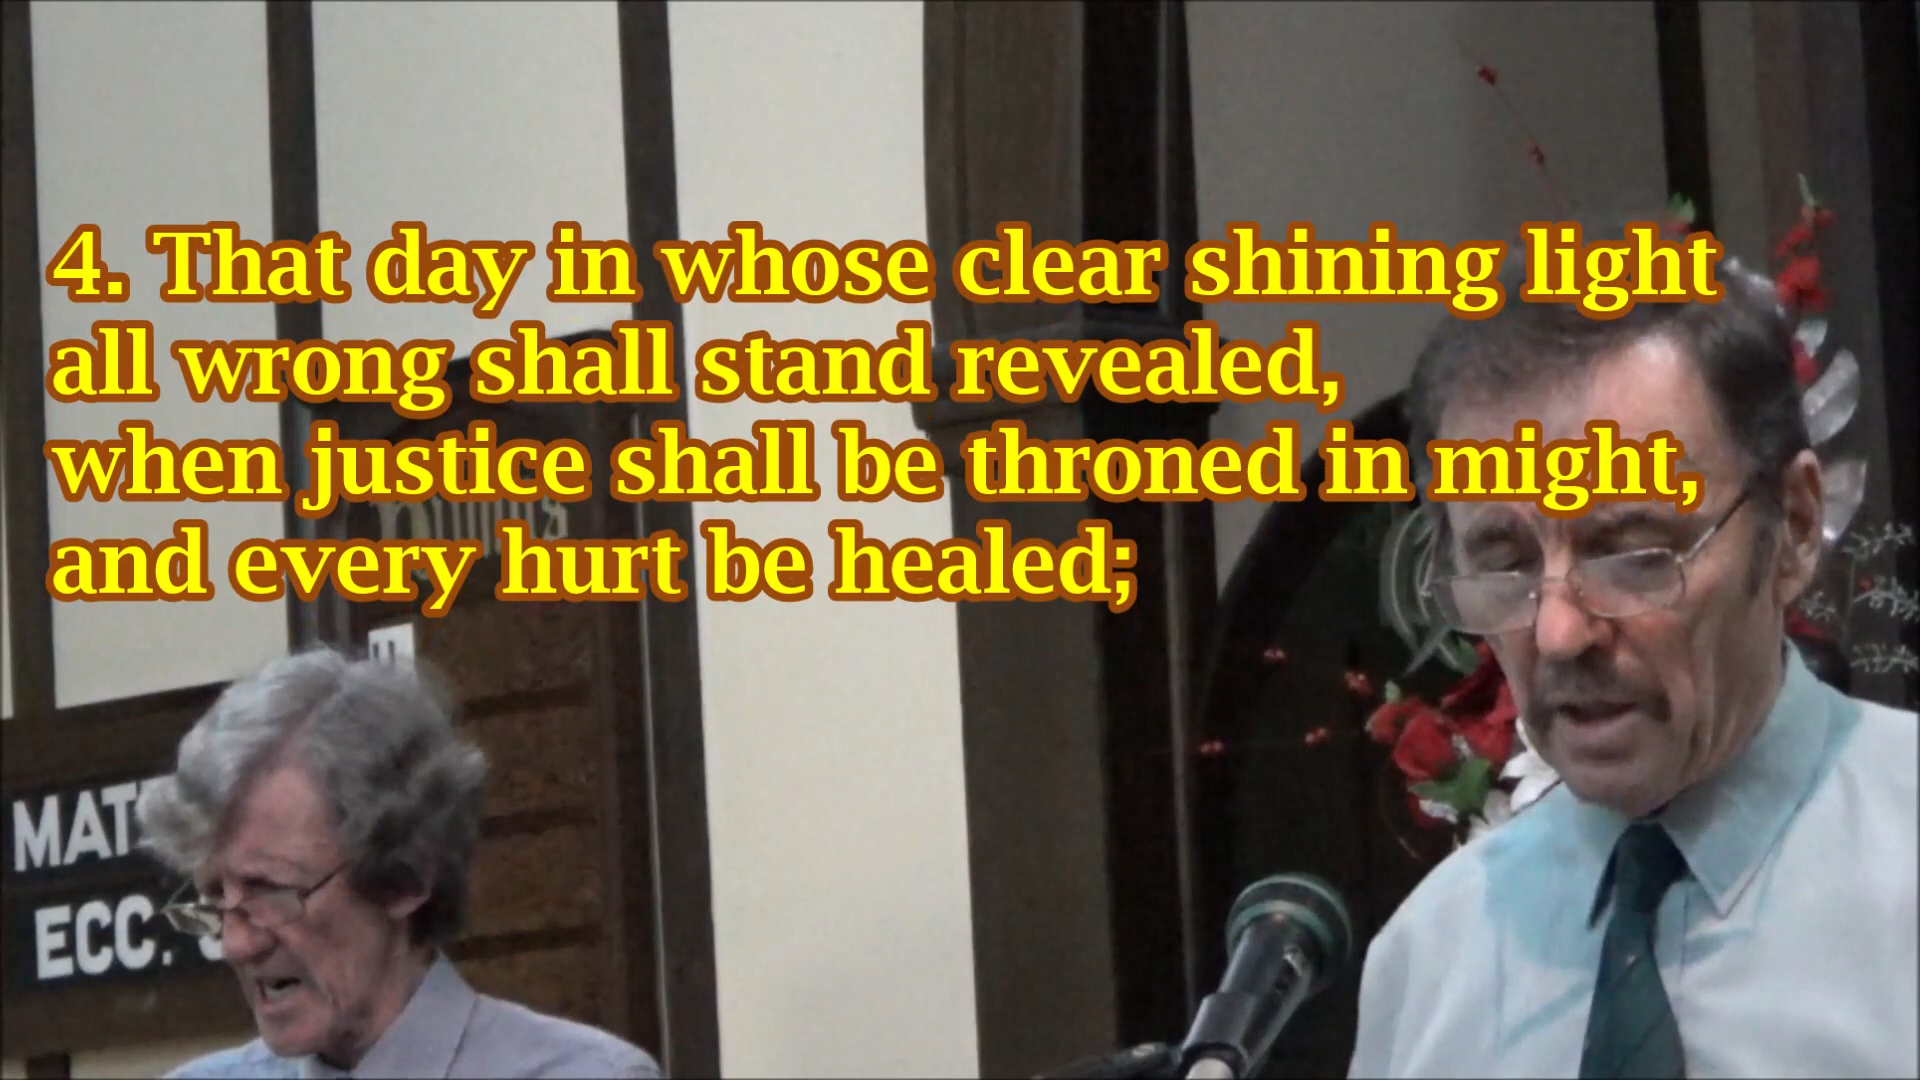 4. That day in whose clear shining light
all wrong shall stand revealed,
when justice shall be throned in might,
and every hurt be healed;
Hymns
MAT
ECC.